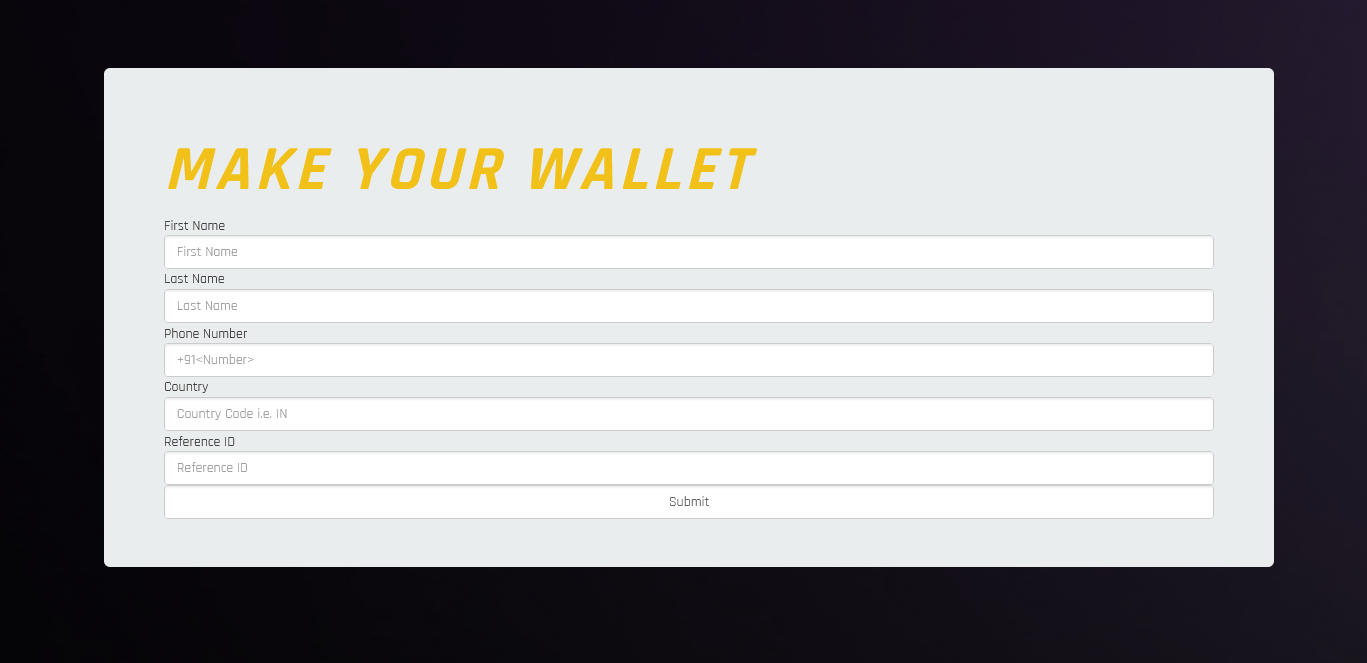 MAKE YOUR WALLET
First Name
First Name
Last Name
Last Name
Phone Number
+91<Number>
Country
Country Code i.e. IN
Reference ID
Reference ID
Submit